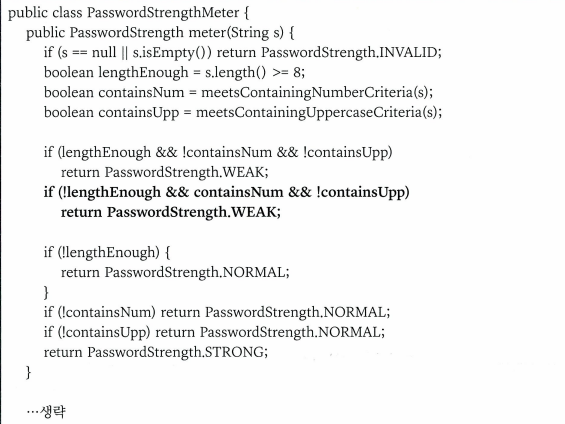 public class PasswordStrengthMeter {
public PasswordStrength meter(String s) {
if (s == null || s.isEmpty()) return PasswordStrength.INVALID;
boolean lengthEnough = s.length() >= 8;
boolean containsNum = meetsContainingNumberCriteria(s);
boolean containsUpp = meetsContainingUppercaseCriteria(s);
if (lengthEnough && !containsNum && !containsUpp)
return PasswordStrength.WEAK;
if (!lengthEnough && containsNum && !containsUpp)
return PasswordStrength.WEAK;
if (!lengthEnough) {
return PasswordStrength.NORMAL;
}
if (!containsNum) return PasswordStrength.NORMAL;
if (!containsUpp) return PasswordStrength.NORMAL;
return PasswordStrength.STRONG;
}
…생략